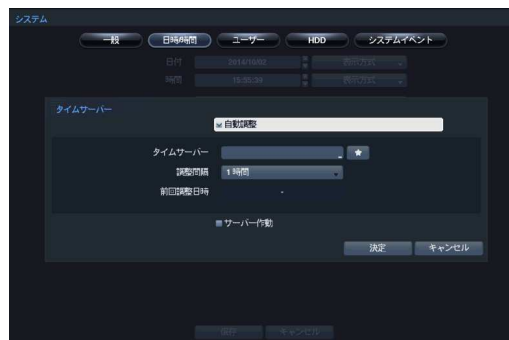 システム
一般 日時/時間 ユーザー HDD システムイベント
日付 2014/10/02 表示方式
時間 15:55:30 表示方式
タイムサーバー
自動調整
タイムサーバー ★
調整間隔 1 時間
前回調整日時 -
サーバー作動
決定 キャンセル
実行 キャンセル